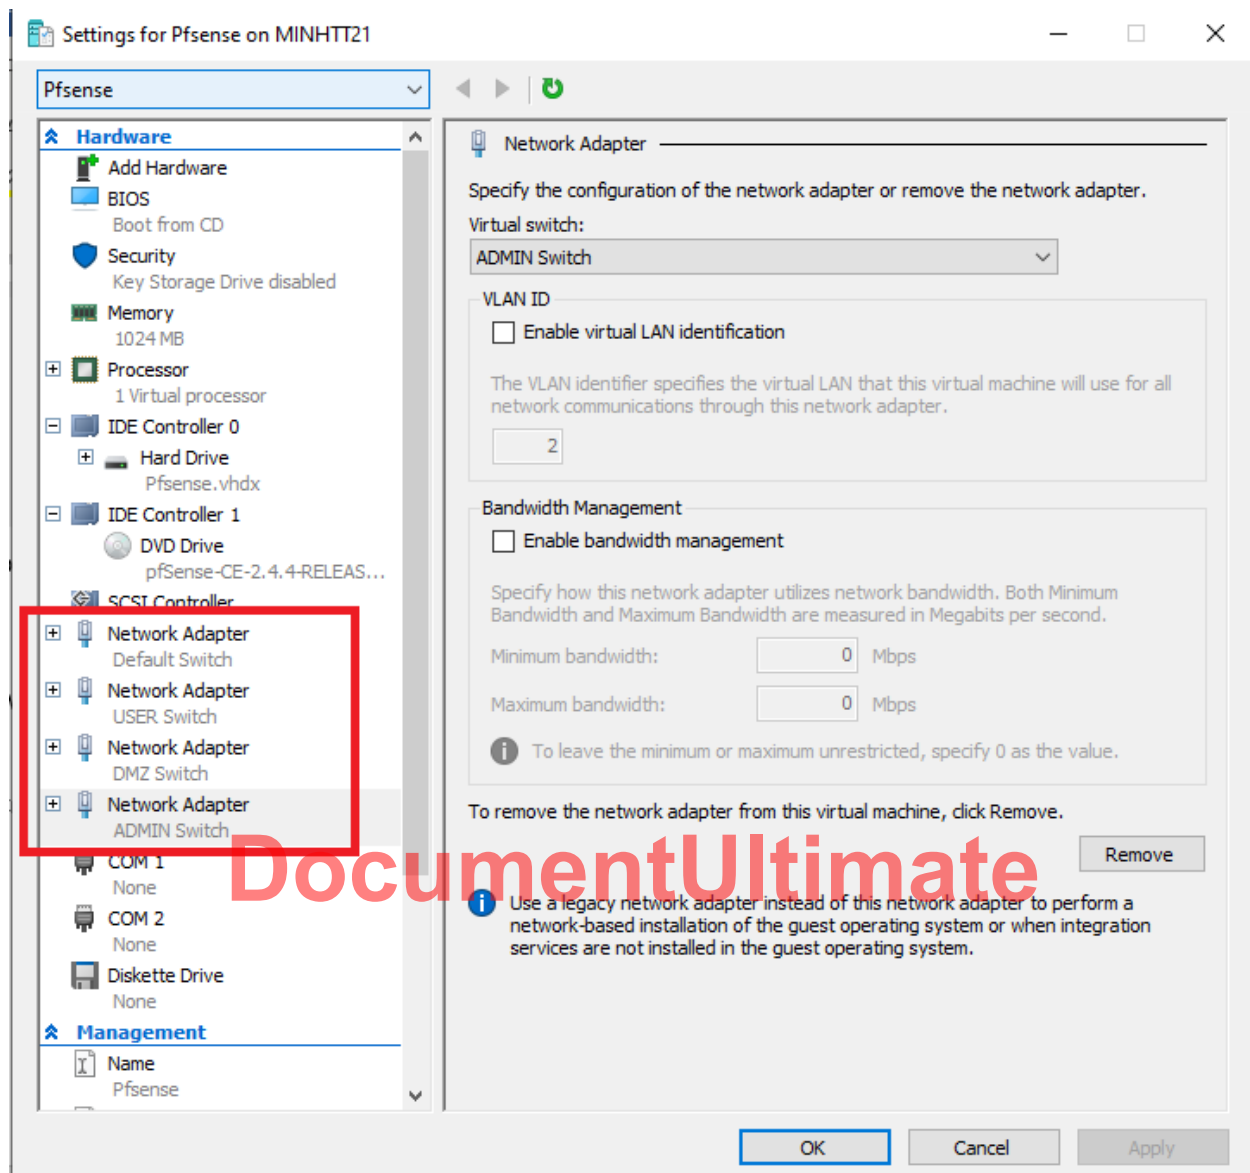 Settings for Pfsense on MINHTT21
Pfsense
Hardware
Add Hardware
BIOS
Boot from CD
Security
Key Storage Drive disabled
Memory
1024 MB
Processor
1 Virtual processor
IDE Controller 0
Hard Drive
Pfsense.vhdx
IDE Controller 1
DVD Drive
pfSense-CE-2.4.4-RELEAS...
SCSI Controller
Network Adapter
Default Switch
Network Adapter
USER Switch
Network Adapter
DMZ Switch
Network Adapter
ADMIN Switch
COM 1
None
COM 2
None
Diskette Drive
None
Management
Name
Pfsense
Network Adapter
Specify the configuration of the network adapter or remove the network adapter.
Virtual switch:
ADMIN Switch
VLAN ID
Enable virtual LAN identification
The VLAN identifier specifies the virtual LAN that this virtual machine will use for all
network communications through this network adapter.
2
Bandwidth Management
Enable bandwidth management
Specify how this network adapter utilizes network bandwidth. Both Minimum
Bandwidth and Maximum Bandwidth are measured in Megabits per second.
Minimum bandwidth: 0 Mbps
Maximum bandwidth: 0 Mbps
To leave the minimum or maximum unrestricted, specify 0 as the value.
To remove the network adapter from this virtual machine, click Remove.
Remove
DocumentUltimate
Use a legacy network adapter instead of this network adapter to perform a
network-based installation of the guest operating system or when integration
services are not installed in the guest operating system.
OK Cancel Apply